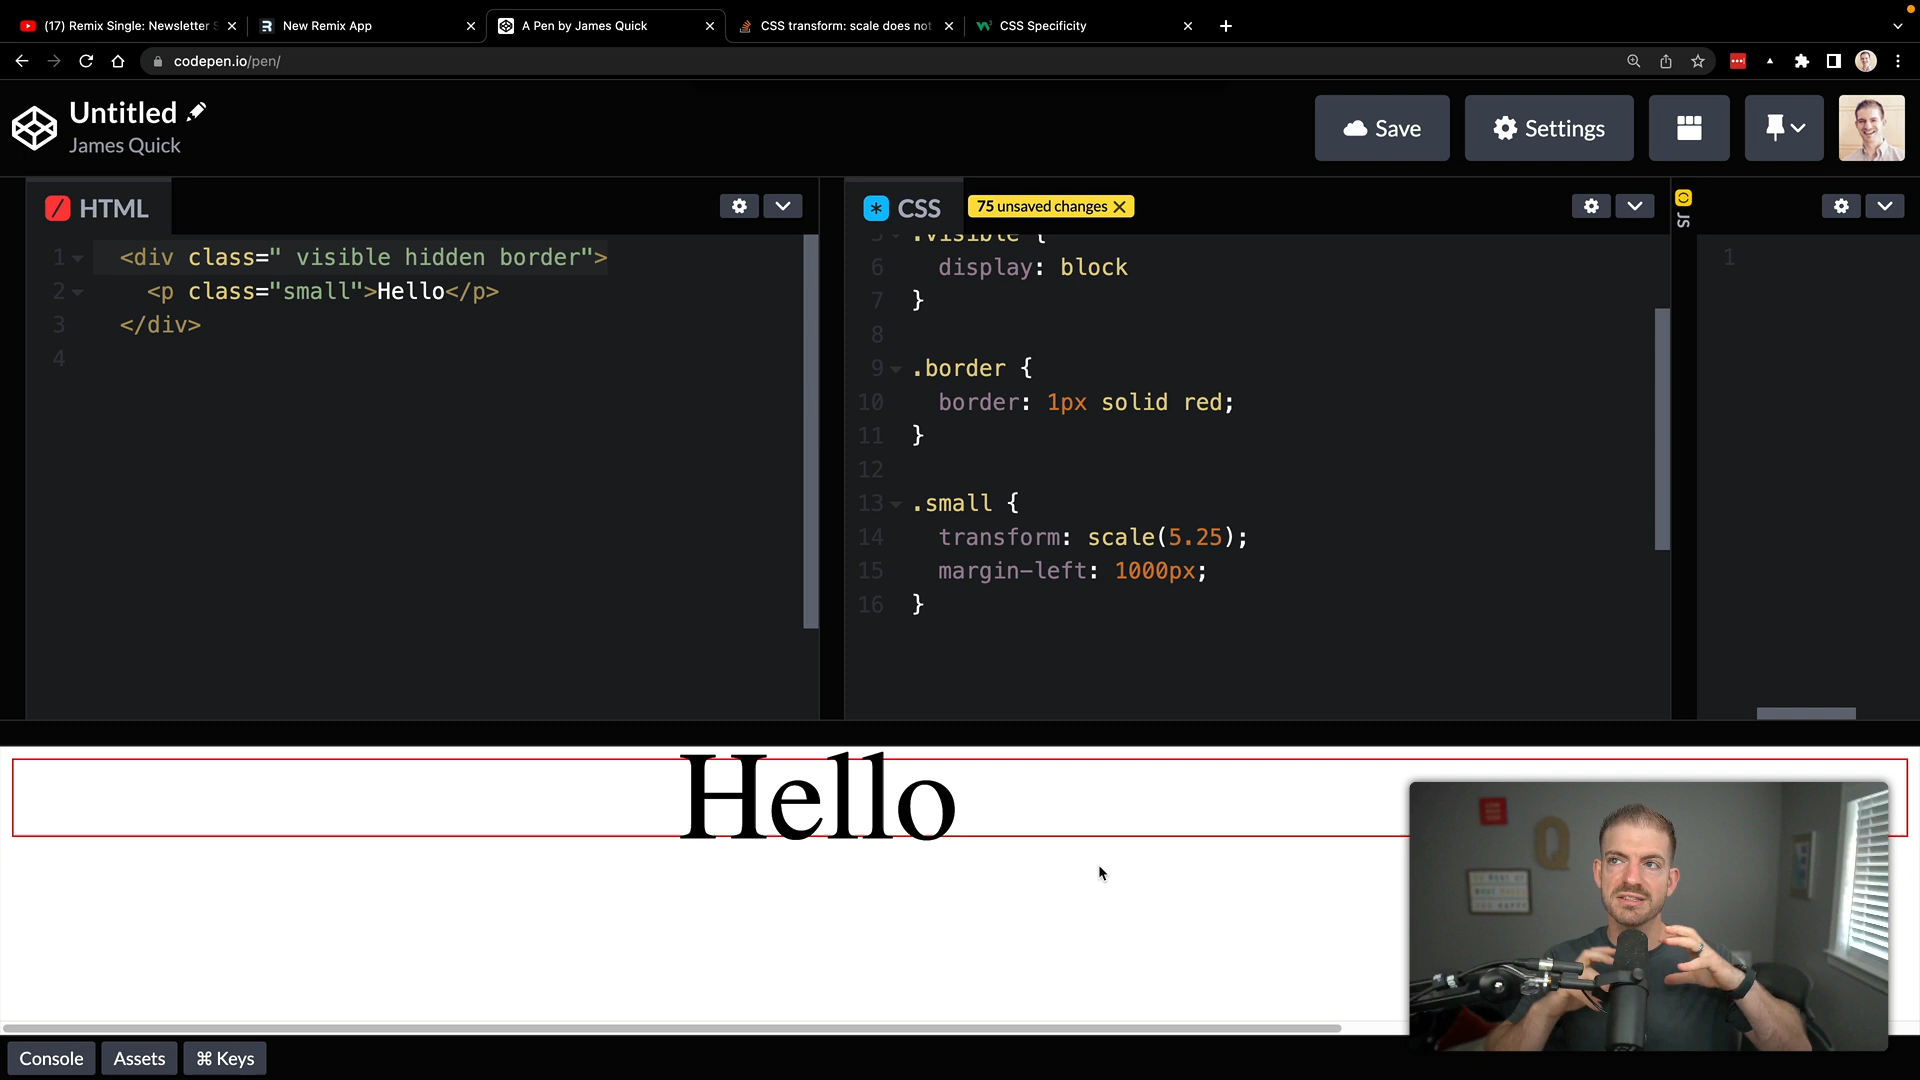 (17) Remix Single: Newsletter S
New Remix App
A Pen by James Quick
CSS transform: scale does not
CSS Specificity
codepen.io/pen/
Untitled
James Quick
Save
Settings
HTML
CSS
75 unsaved changes
JS
1 <div class=" visible hidden border">
2 <p class="small">Hello</p>
3 </div>
4
5 .visible {
6 display: block
7 }
8
9 .border {
10 border: 1px solid red;
11 }
12
13 .small {
14 transform: scale(5.25);
15 margin-left: 1000px;
16 }
1
Hello
Q
Console
Assets
⌘ Keys